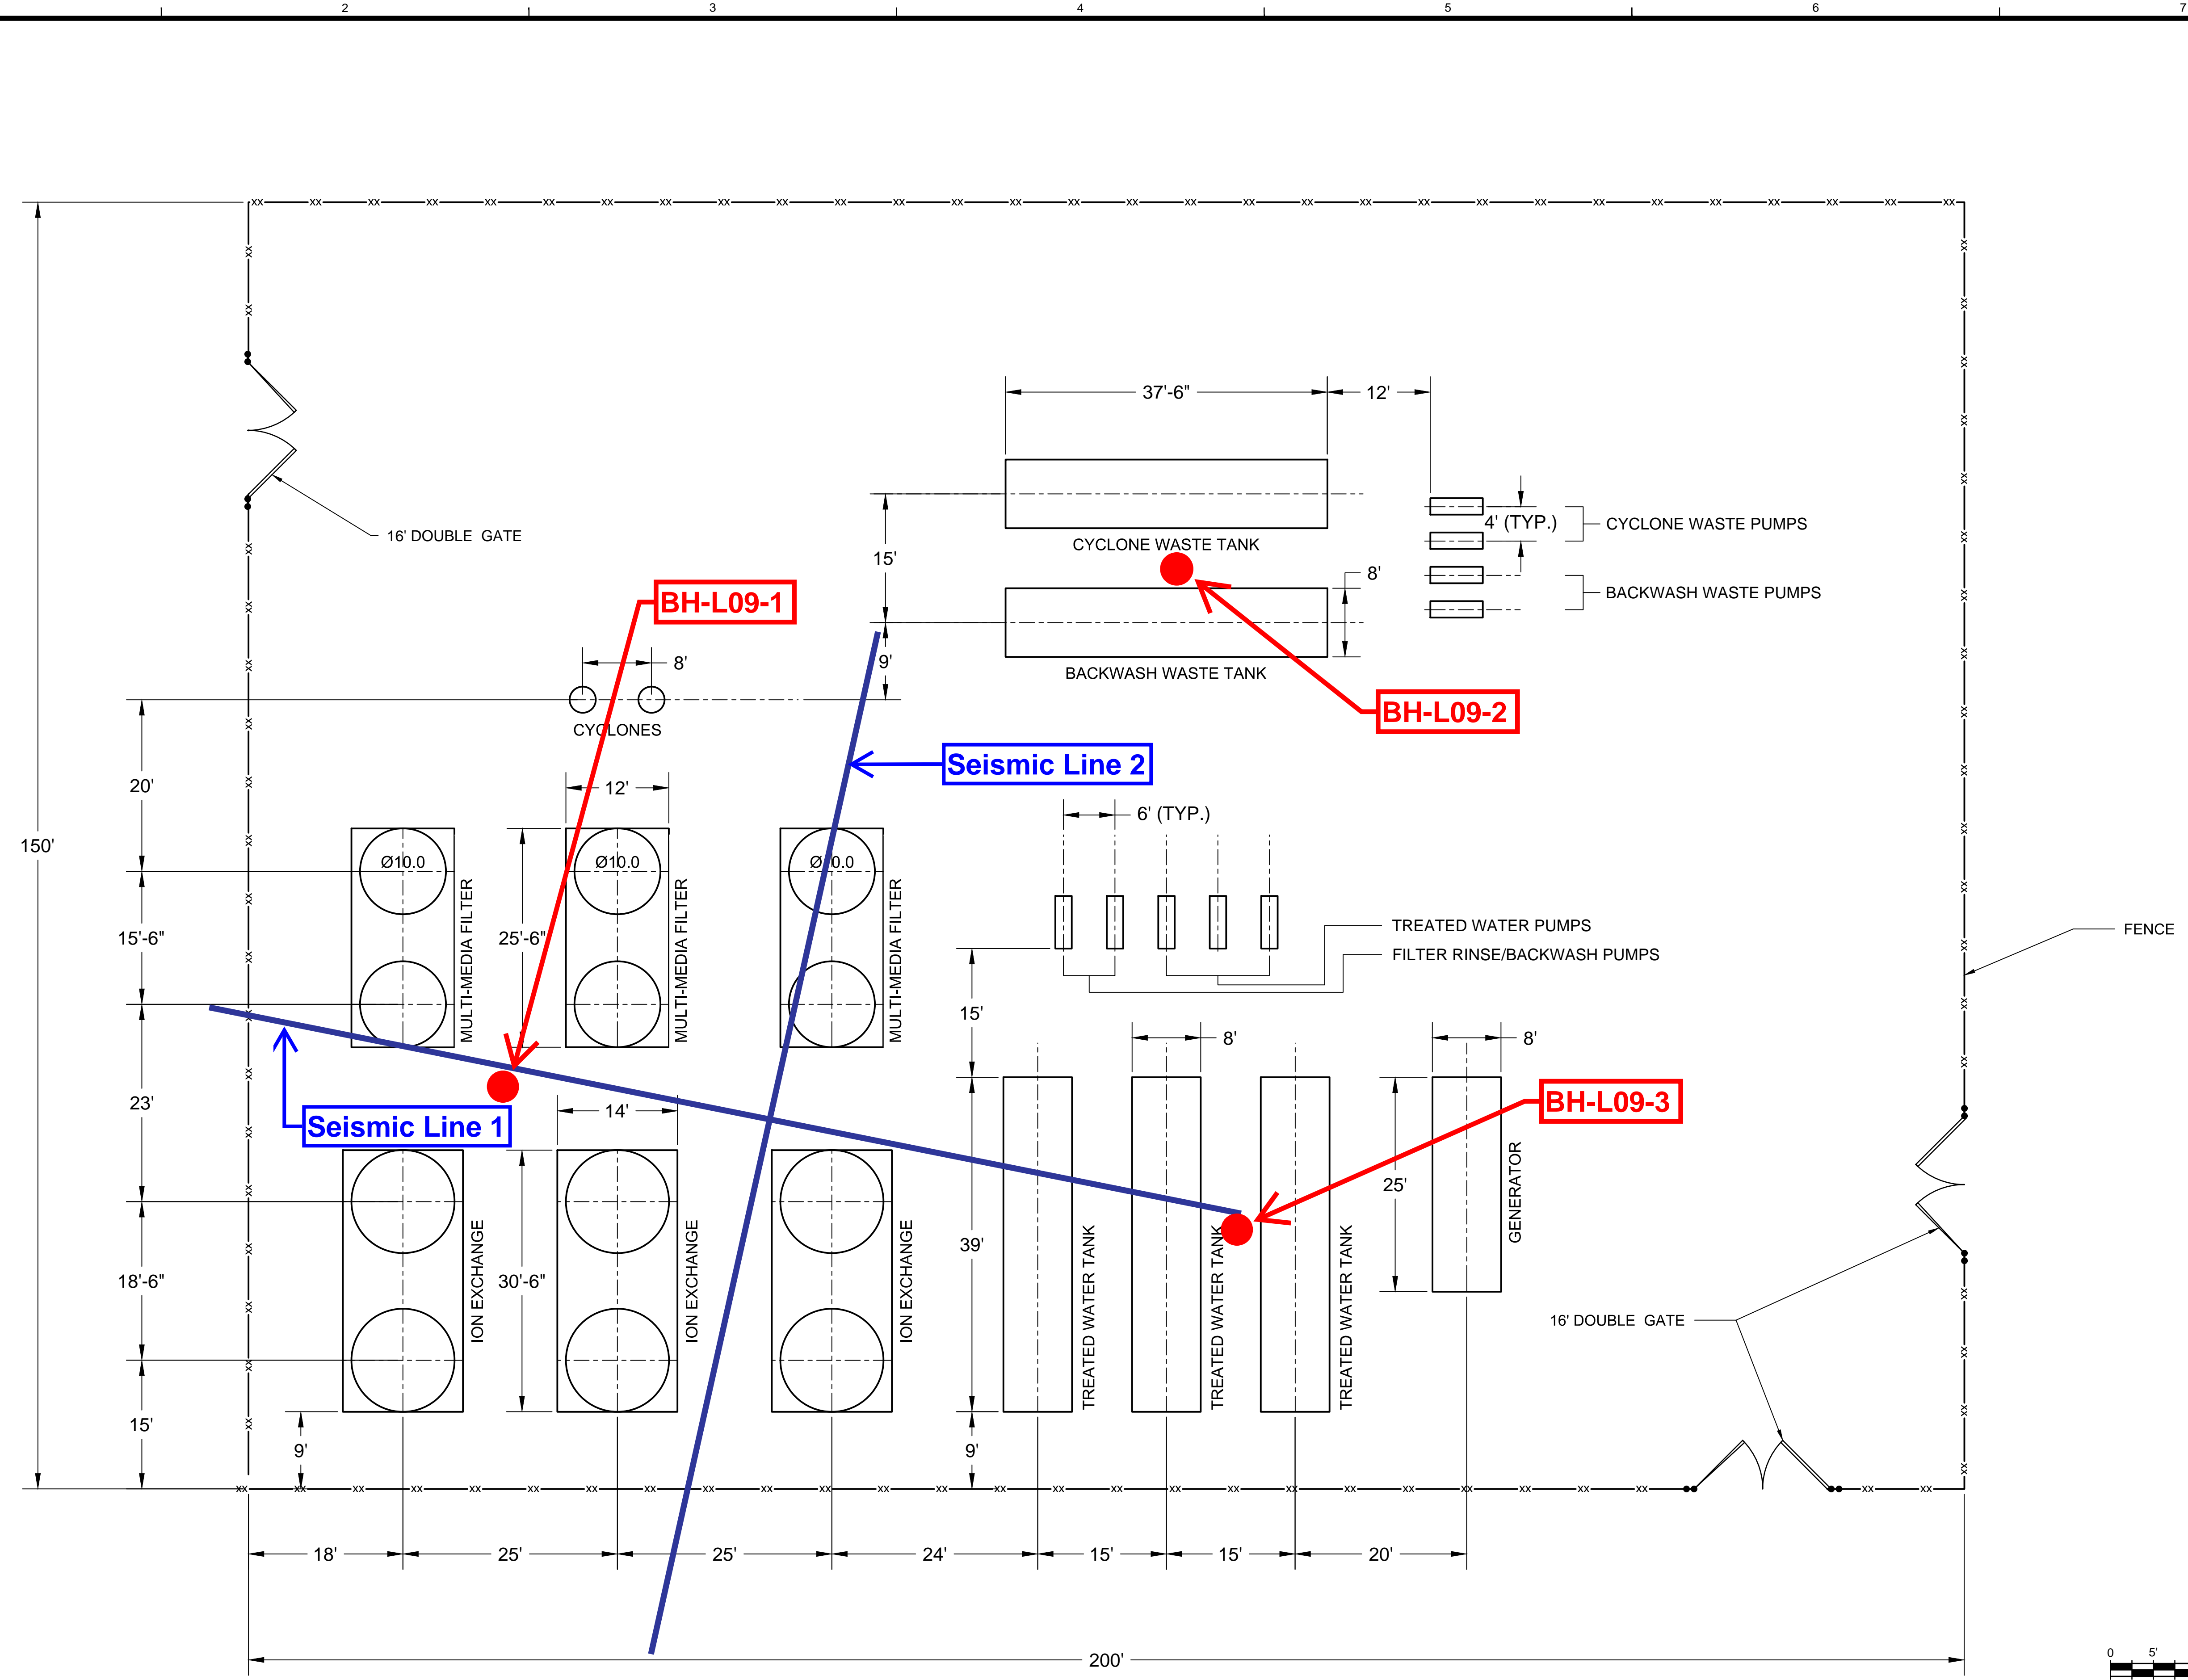 2 3 4 5 6 7
37'-6" 12'
16' DOUBLE GATE
4' (TYP.) CYCLONE WASTE PUMPS
CYCLONE WASTE TANK
15'
8'
BACKWASH WASTE PUMPS
BH-L09-1
8'
9'
BACKWASH WASTE TANK
BH-L09-2
CYCLONES
Seismic Line 2
20'
12'
6' (TYP.)
150'
Ø10.0 Ø10.0 Ø10.0
MULTI-MEDIA FILTER
MULTI-MEDIA FILTER
MULTI-MEDIA FILTER
TREATED WATER PUMPS
FENCE
15'-6"
25'-6"
FILTER RINSE/BACKWASH PUMPS
15'
8'
8'
23'
14'
BH-L09-3
Seismic Line 1
25'
GENERATOR
39'
18'-6"
30'-6"
ION EXCHANGE
ION EXCHANGE
ION EXCHANGE
TREATED WATER TANK
TREATED WATER TANK
TREATED WATER TANK
16' DOUBLE GATE
15'
9'
9'
18' 25' 25' 24' 15' 15' 20'
200'
0 5'